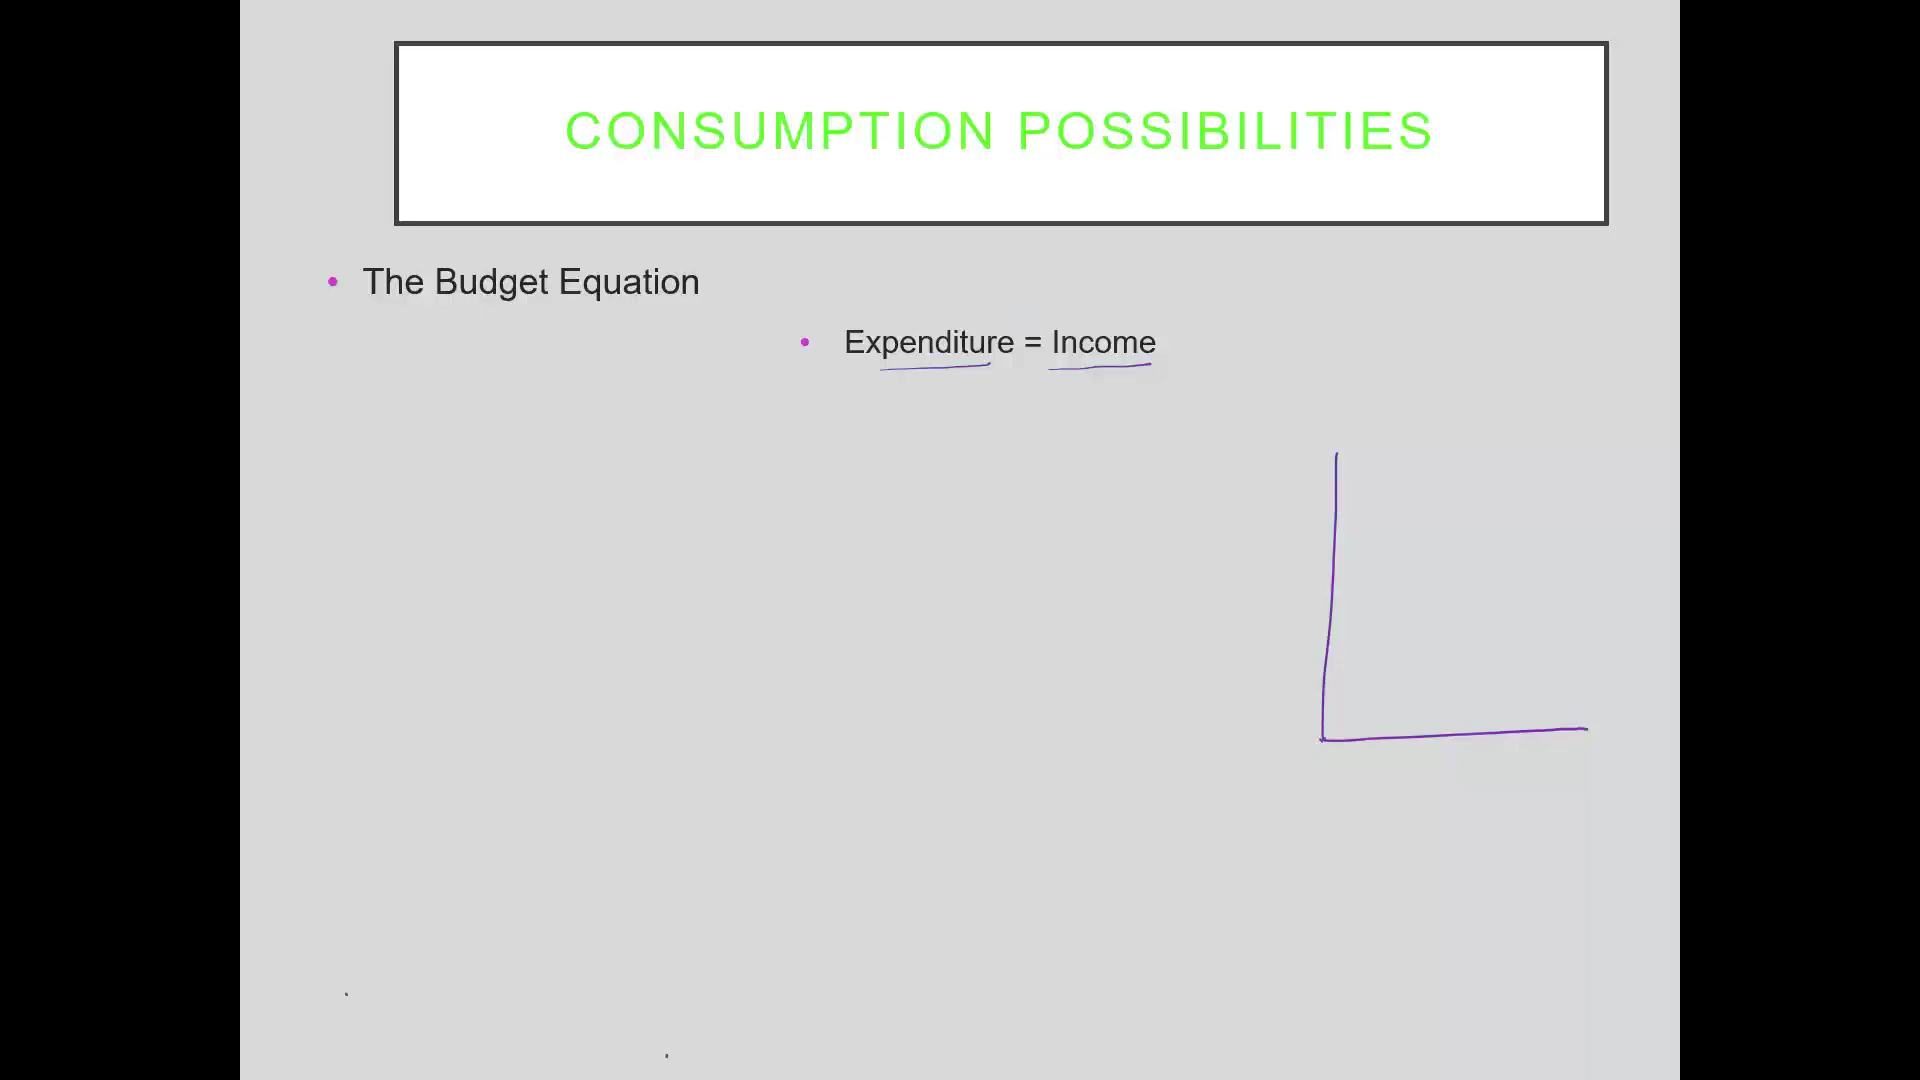 CONSUMPTION POSSIBILITIES
• The Budget Equation
• Expenditure = Income